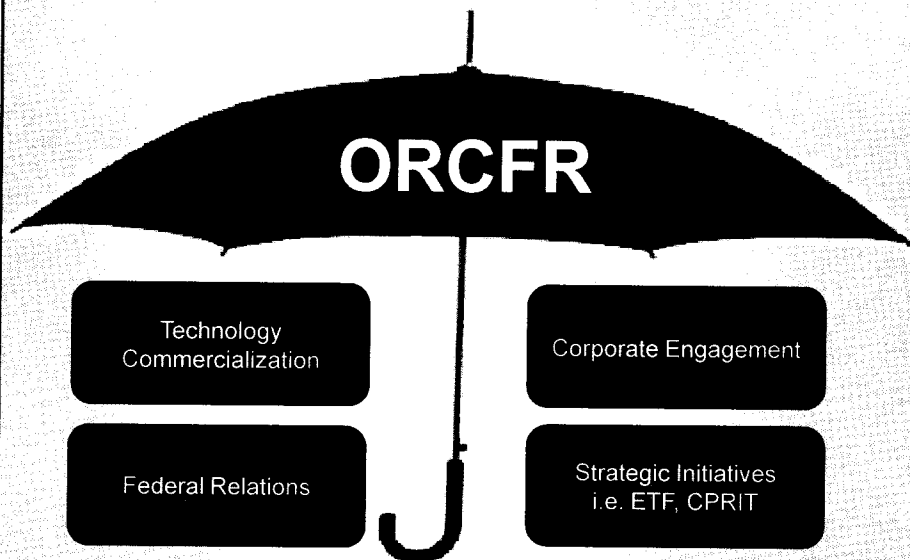 ORCFR
Technology
Commercialization
Corporate Engagement
Federal Relations
Strategic Initiatives
i.e. ETF, CPRIT